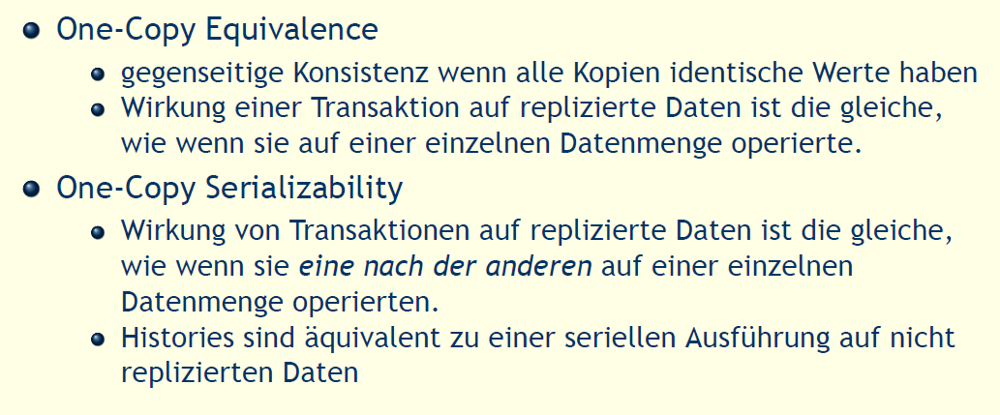 One-Copy Equivalence
gegenseitige Konsistenz wenn alle Kopien identische Werte haben
Wirkung einer Transaktion auf replizierte Daten ist die gleiche,
wie wenn sie auf einer einzelnen Datenmenge operierte.
One-Copy Serializability
Wirkung von Transaktionen auf replizierte Daten ist die gleiche,
wie wenn sie eine nach der anderen auf einer einzelnen
Datenmenge operierten.
Histories sind äquivalent zu einer seriellen Ausführung auf nicht
replizierten Daten